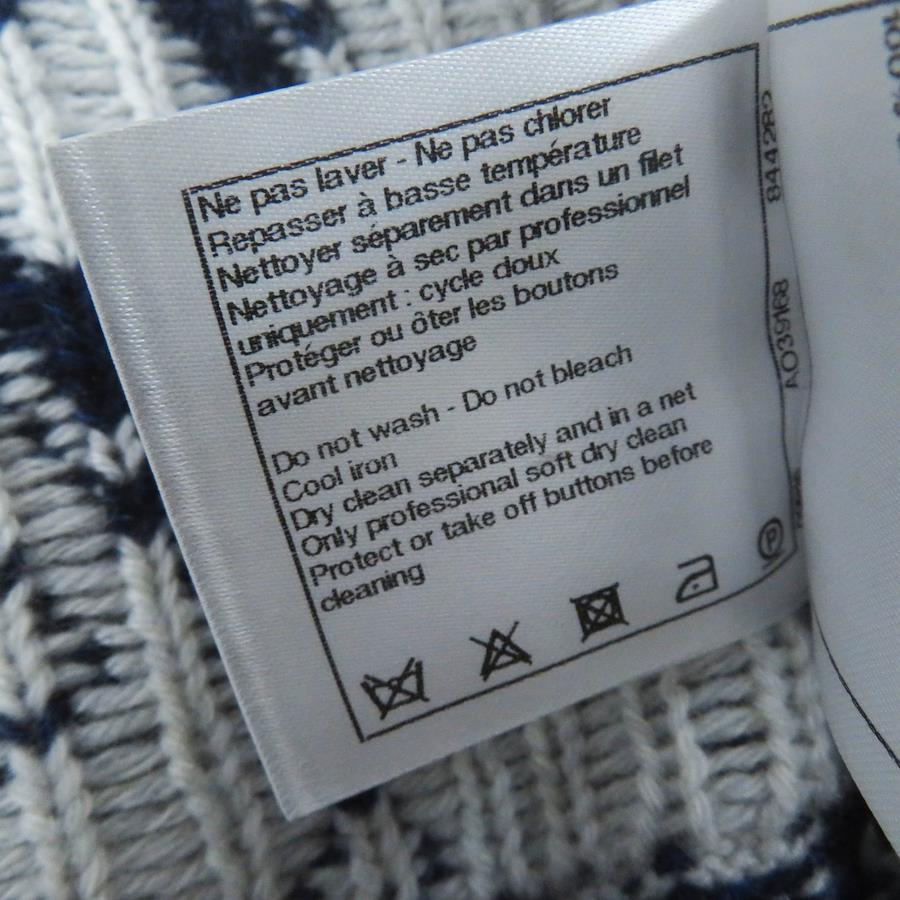 Ne pas laver - Ne pas chlorer
Repasser à basse température
Nettoyer séparement dans un filet
Nettoyage à sec par professionnel
uniquement : cycle doux
Protéger ou ôter les boutons
avant nettoyage
Do not wash - Do not bleach
Cool iron
Dry clean separately and in a net
Only professional soft dry clean
Protect or take off buttons before
cleaning
P
AO39168